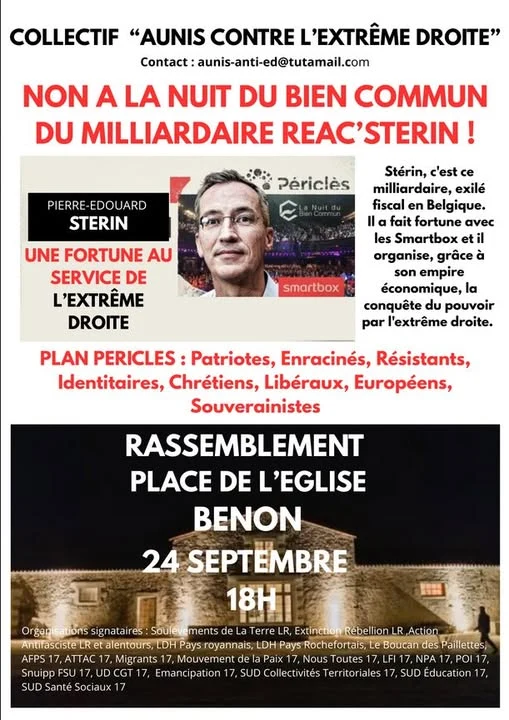 COLLECTIF “AUNIS CONTRE L’EXTRÊME DROITE”
Contact : aunis-anti-ed@tutamail.com
NON A LA NUIT DU BIEN COMMUN
DU MILLIARDAIRE REAC’STERIN !
PIERRE-EDOUARD
STERIN
UNE FORTUNE AU
SERVICE DE
L’EXTRÊME
DROITE
Périclès
La Nuit du
Bien Commun
smartbox
Stérin, c'est ce
milliardaire, exilé
fiscal en Belgique.
Il a fait fortune avec
les Smartbox et il
organise, grâce à
son empire
économique, la
conquête du pouvoir
par l'extrême droite.
PLAN PERICLES : Patriotes, Enracinés, Résistants,
Identitaires, Chrétiens, Libéraux, Européens,
Souverainistes
RASSEMBLEMENT
PLACE DE L’EGLISE
BENON
24 SEPTEMBRE
18H
Organisations signataires : Soulèvements de La Terre LR, Extinction Rébellion LR ,Action
Antifasciste LR et alentours, LDH Pays royannais, LDH Pays Rochefortais, Le Boucan des Paillettes,
AFPS 17, ATTAC 17, Migrants 17, Mouvement de la Paix 17, Nous Toutes 17, LFI 17, NPA 17, POI 17,
Snuipp FSU 17, UD CGT 17, Emancipation 17, SUD Collectivités Territoriales 17, SUD Éducation 17,
SUD Santé Sociaux 17